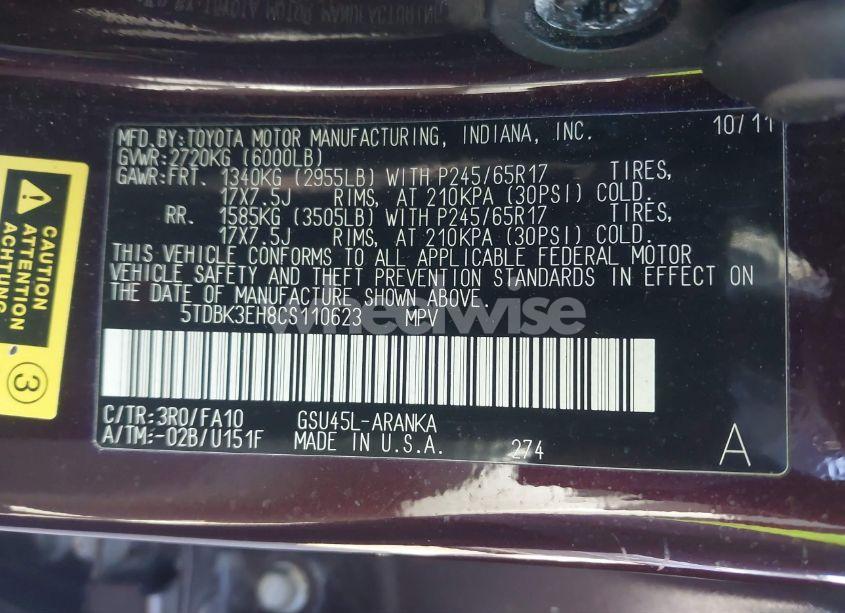 MFD.BY:TOYOTA MOTOR MANUFACTURING, INDIANA, INC. 10/11
GVWR:2720KG (6000LB)
GAWR:FRT. 1340KG (2955LB) WITH P245/65R17 TIRES,
17X7.5J RIMS, AT 210KPA (30PSI) COLD.
RR. 1585KG (3505LB) WITH P245/65R17 TIRES,
17X7.5J RIMS, AT 210KPA (30PSI) COLD.
THIS VEHICLE CONFORMS TO ALL APPLICABLE FEDERAL MOTOR
VEHICLE SAFETY AND THEFT PREVENTION STANDARDS IN EFFECT ON
THE DATE OF MANUFACTURE SHOWN ABOVE.
5TDBK3EH8CS110623 MPV
C/TR:3R0/FA10 GSU45L-ARANKA
A/TM:-02B/U151F MADE IN U.S.A. 274 A
CAUTION
ATTENTION
ACHTUNG
3
wheelwise